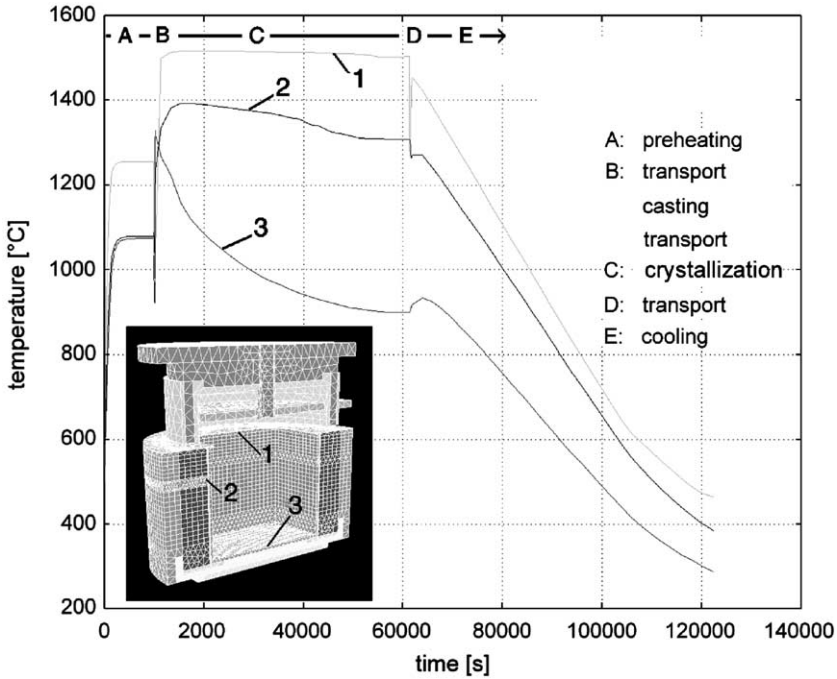 1600
1400
1200
1000
800
600
400
200
temperature [°C]
A B C D E
1
2
3
A: preheating
B: transport
casting
transport
C: crystallization
D: transport
E: cooling
1
2
3
0 2000 40000 60000 80000 100000 120000 140000
time [s]